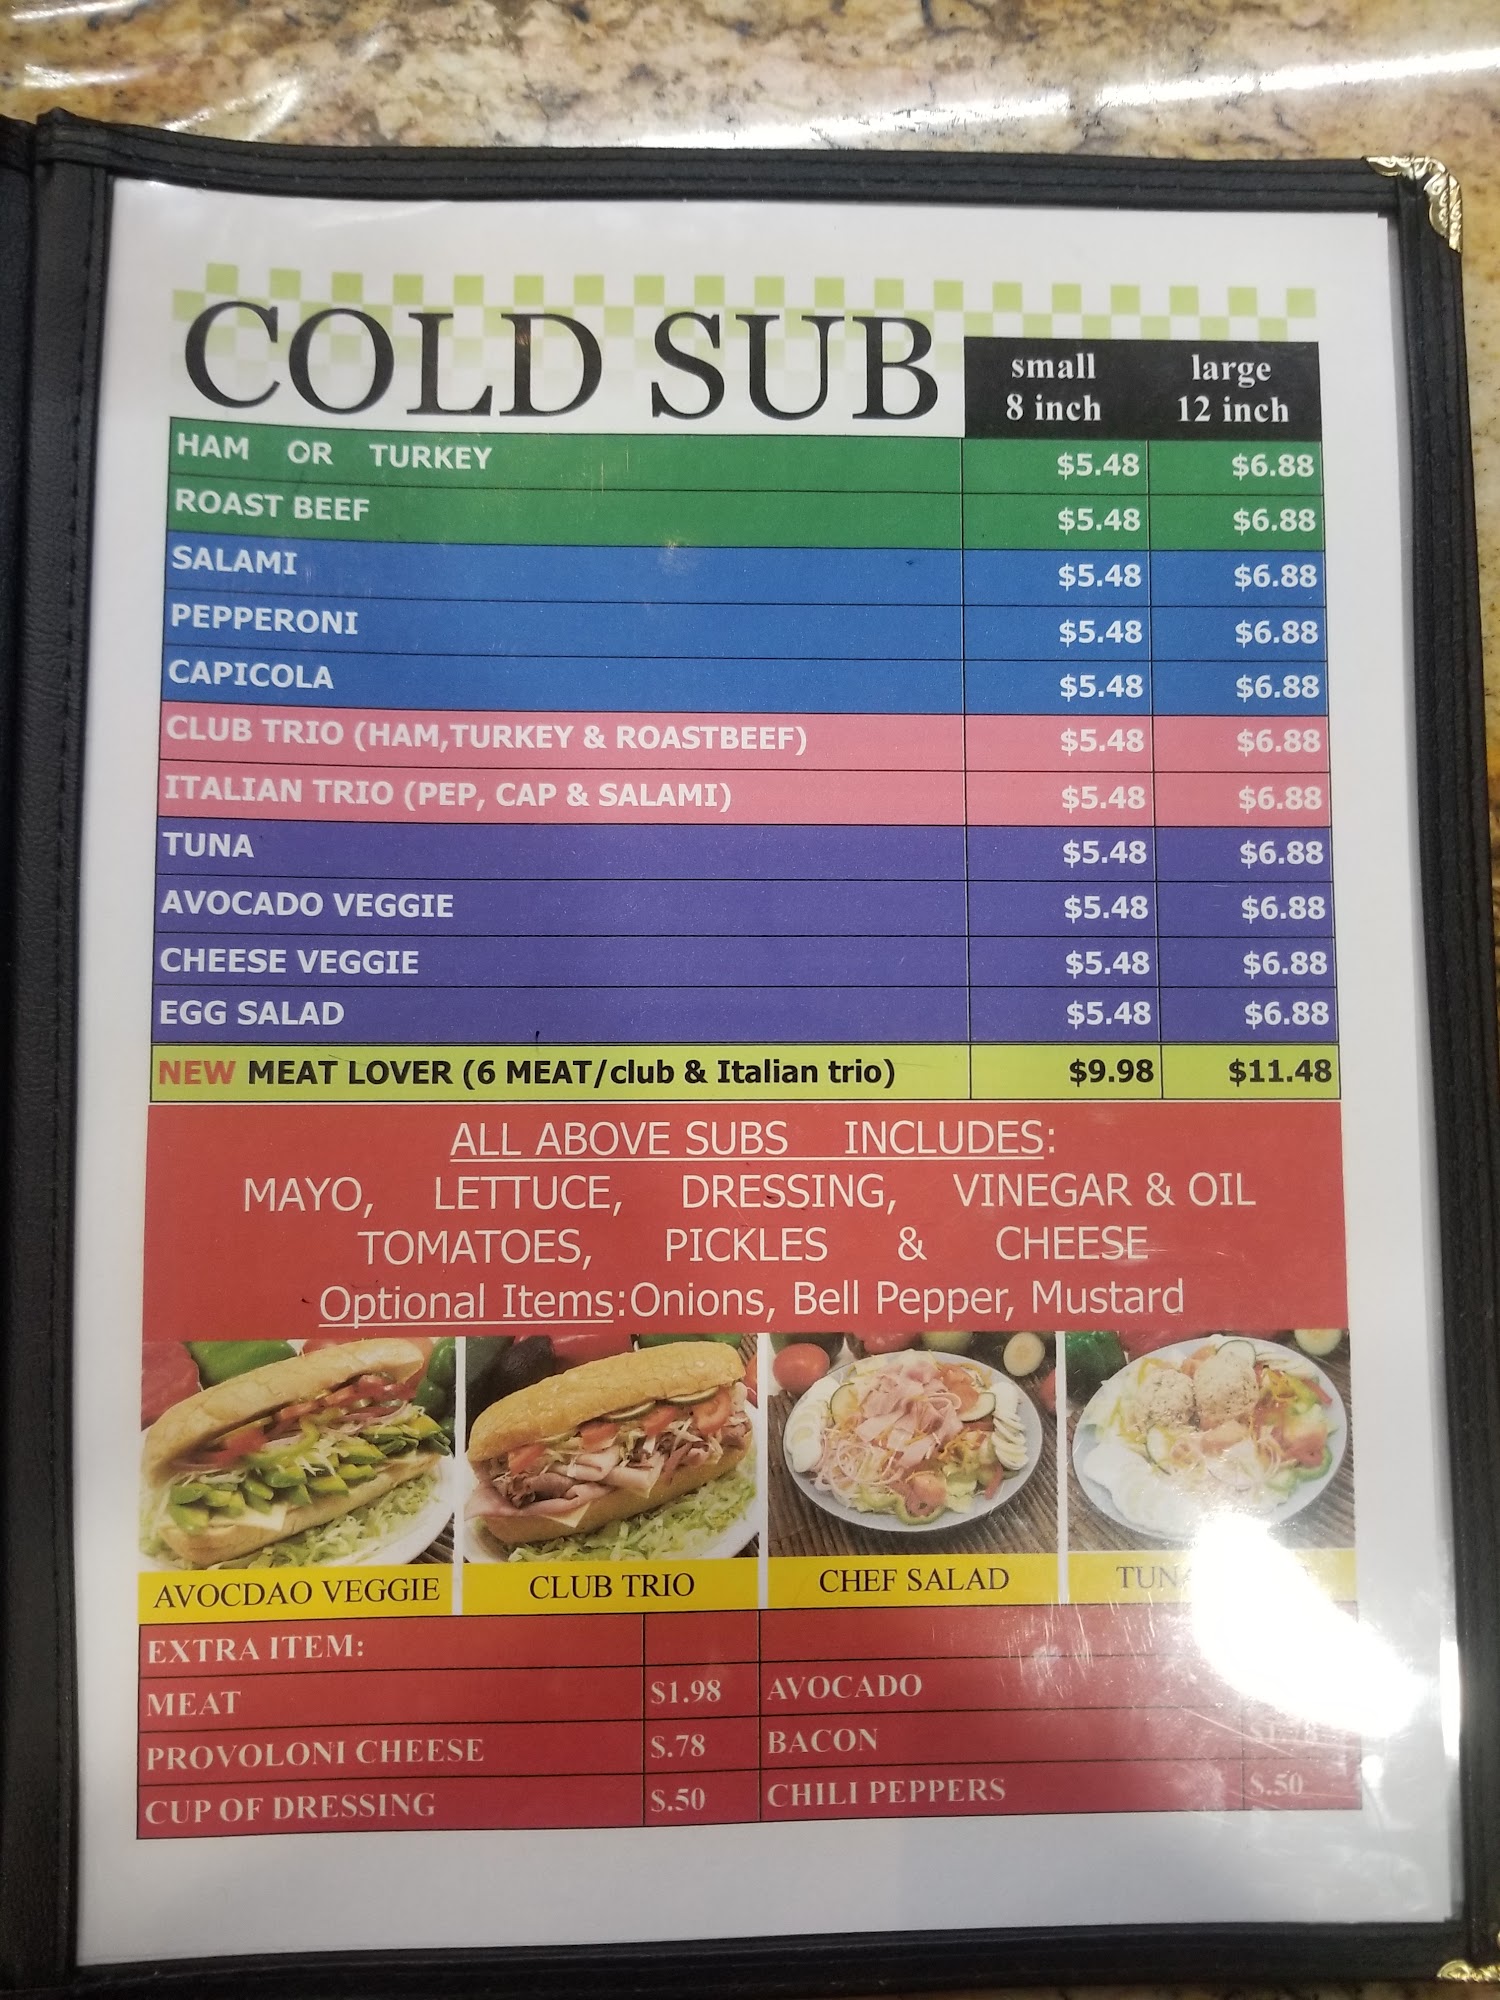 COLD SUB
small large
8 inch 12 inch
HAM OR TURKEY $5.48 $6.88
ROAST BEEF $5.48 $6.88
SALAMI $5.48 $6.88
PEPPERONI $5.48 $6.88
CAPICOLA $5.48 $6.88
CLUB TRIO (HAM,TURKEY & ROASTBEEF) $5.48 $6.88
ITALIAN TRIO (PEP, CAP & SALAMI) $5.48 $6.88
TUNA $5.48 $6.88
AVOCADO VEGGIE $5.48 $6.88
CHEESE VEGGIE $5.48 $6.88
EGG SALAD $5.48 $6.88
NEW MEAT LOVER (6 MEAT/club & Italian trio) $9.98 $11.48
ALL ABOVE SUBS INCLUDES:
MAYO, LETTUCE, DRESSING, VINEGAR & OIL
TOMATOES, PICKLES & CHEESE
Optional Items:Onions, Bell Pepper, Mustard
AVOCDAO VEGGIE CLUB TRIO CHEF SALAD
EXTRA ITEM:
MEAT $1.98 AVOCADO
PROVOLONI CHEESE $.78 BACON
CUP OF DRESSING $.50 CHILI PEPPERS $.50